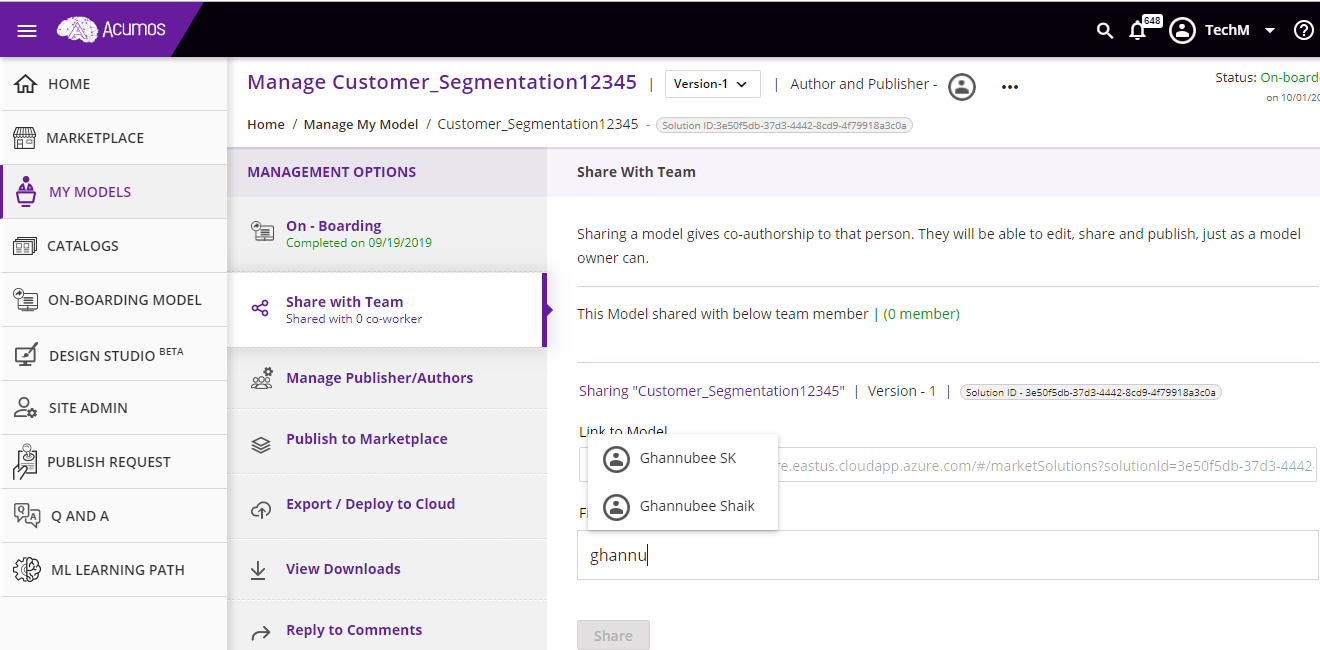 Acumos
648
TechM
HOME
MARKETPLACE
MY MODELS
CATALOGS
ON-BOARDING MODEL
DESIGN STUDIO BETA
SITE ADMIN
PUBLISH REQUEST
Q AND A
ML LEARNING PATH
Manage Customer_Segmentation12345 | Version-1 | Author and Publisher -
Status: On-board
on 10/01/20
Home / Manage My Model / Customer_Segmentation12345 - Solution ID:3e50f5db-37d3-4442-8cd9-4f79918a3c0a
MANAGEMENT OPTIONS
On - Boarding
Completed on 09/19/2019
Share with Team
Shared with 0 co-worker
Manage Publisher/Authors
Publish to Marketplace
Export / Deploy to Cloud
View Downloads
Reply to Comments
Share With Team
Sharing a model gives co-authorship to that person. They will be able to edit, share and publish, just as a model
owner can.
This Model shared with below team member | (0 member)
Sharing "Customer_Segmentation12345" | Version - 1 | Solution ID - 3e50f5db-37d3-4442-8cd9-4f79918a3c0a
Link to Model
re.eastus.cloudapp.azure.com/#/marketSolutions?solutionId=3e50f5db-37d3-4442-
Ghannubee SK
Ghannubee Shaik
ghannu
Share